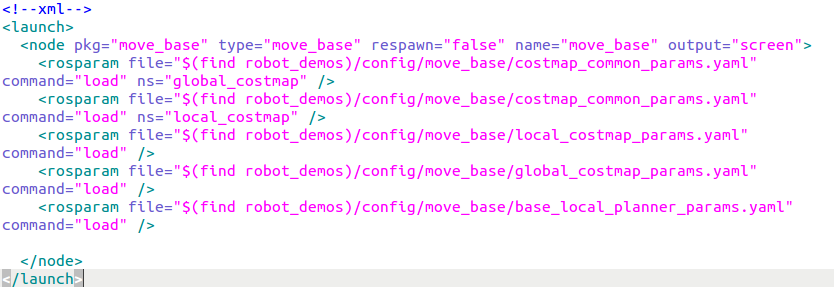 <!--xml-->
<launch>
  <node pkg="move_base" type="move_base" respawn="false" name="move_base" output="screen">
    <rosparam file="$(find robot_demos)/config/move_base/costmap_common_params.yaml"
command="load" ns="global_costmap" />
    <rosparam file="$(find robot_demos)/config/move_base/costmap_common_params.yaml"
command="load" ns="local_costmap" />
    <rosparam file="$(find robot_demos)/config/move_base/local_costmap_params.yaml"
command="load" />
    <rosparam file="$(find robot_demos)/config/move_base/global_costmap_params.yaml"
command="load" />
    <rosparam file="$(find robot_demos)/config/move_base/base_local_planner_params.yaml"
command="load" />
  </node>
</launch>